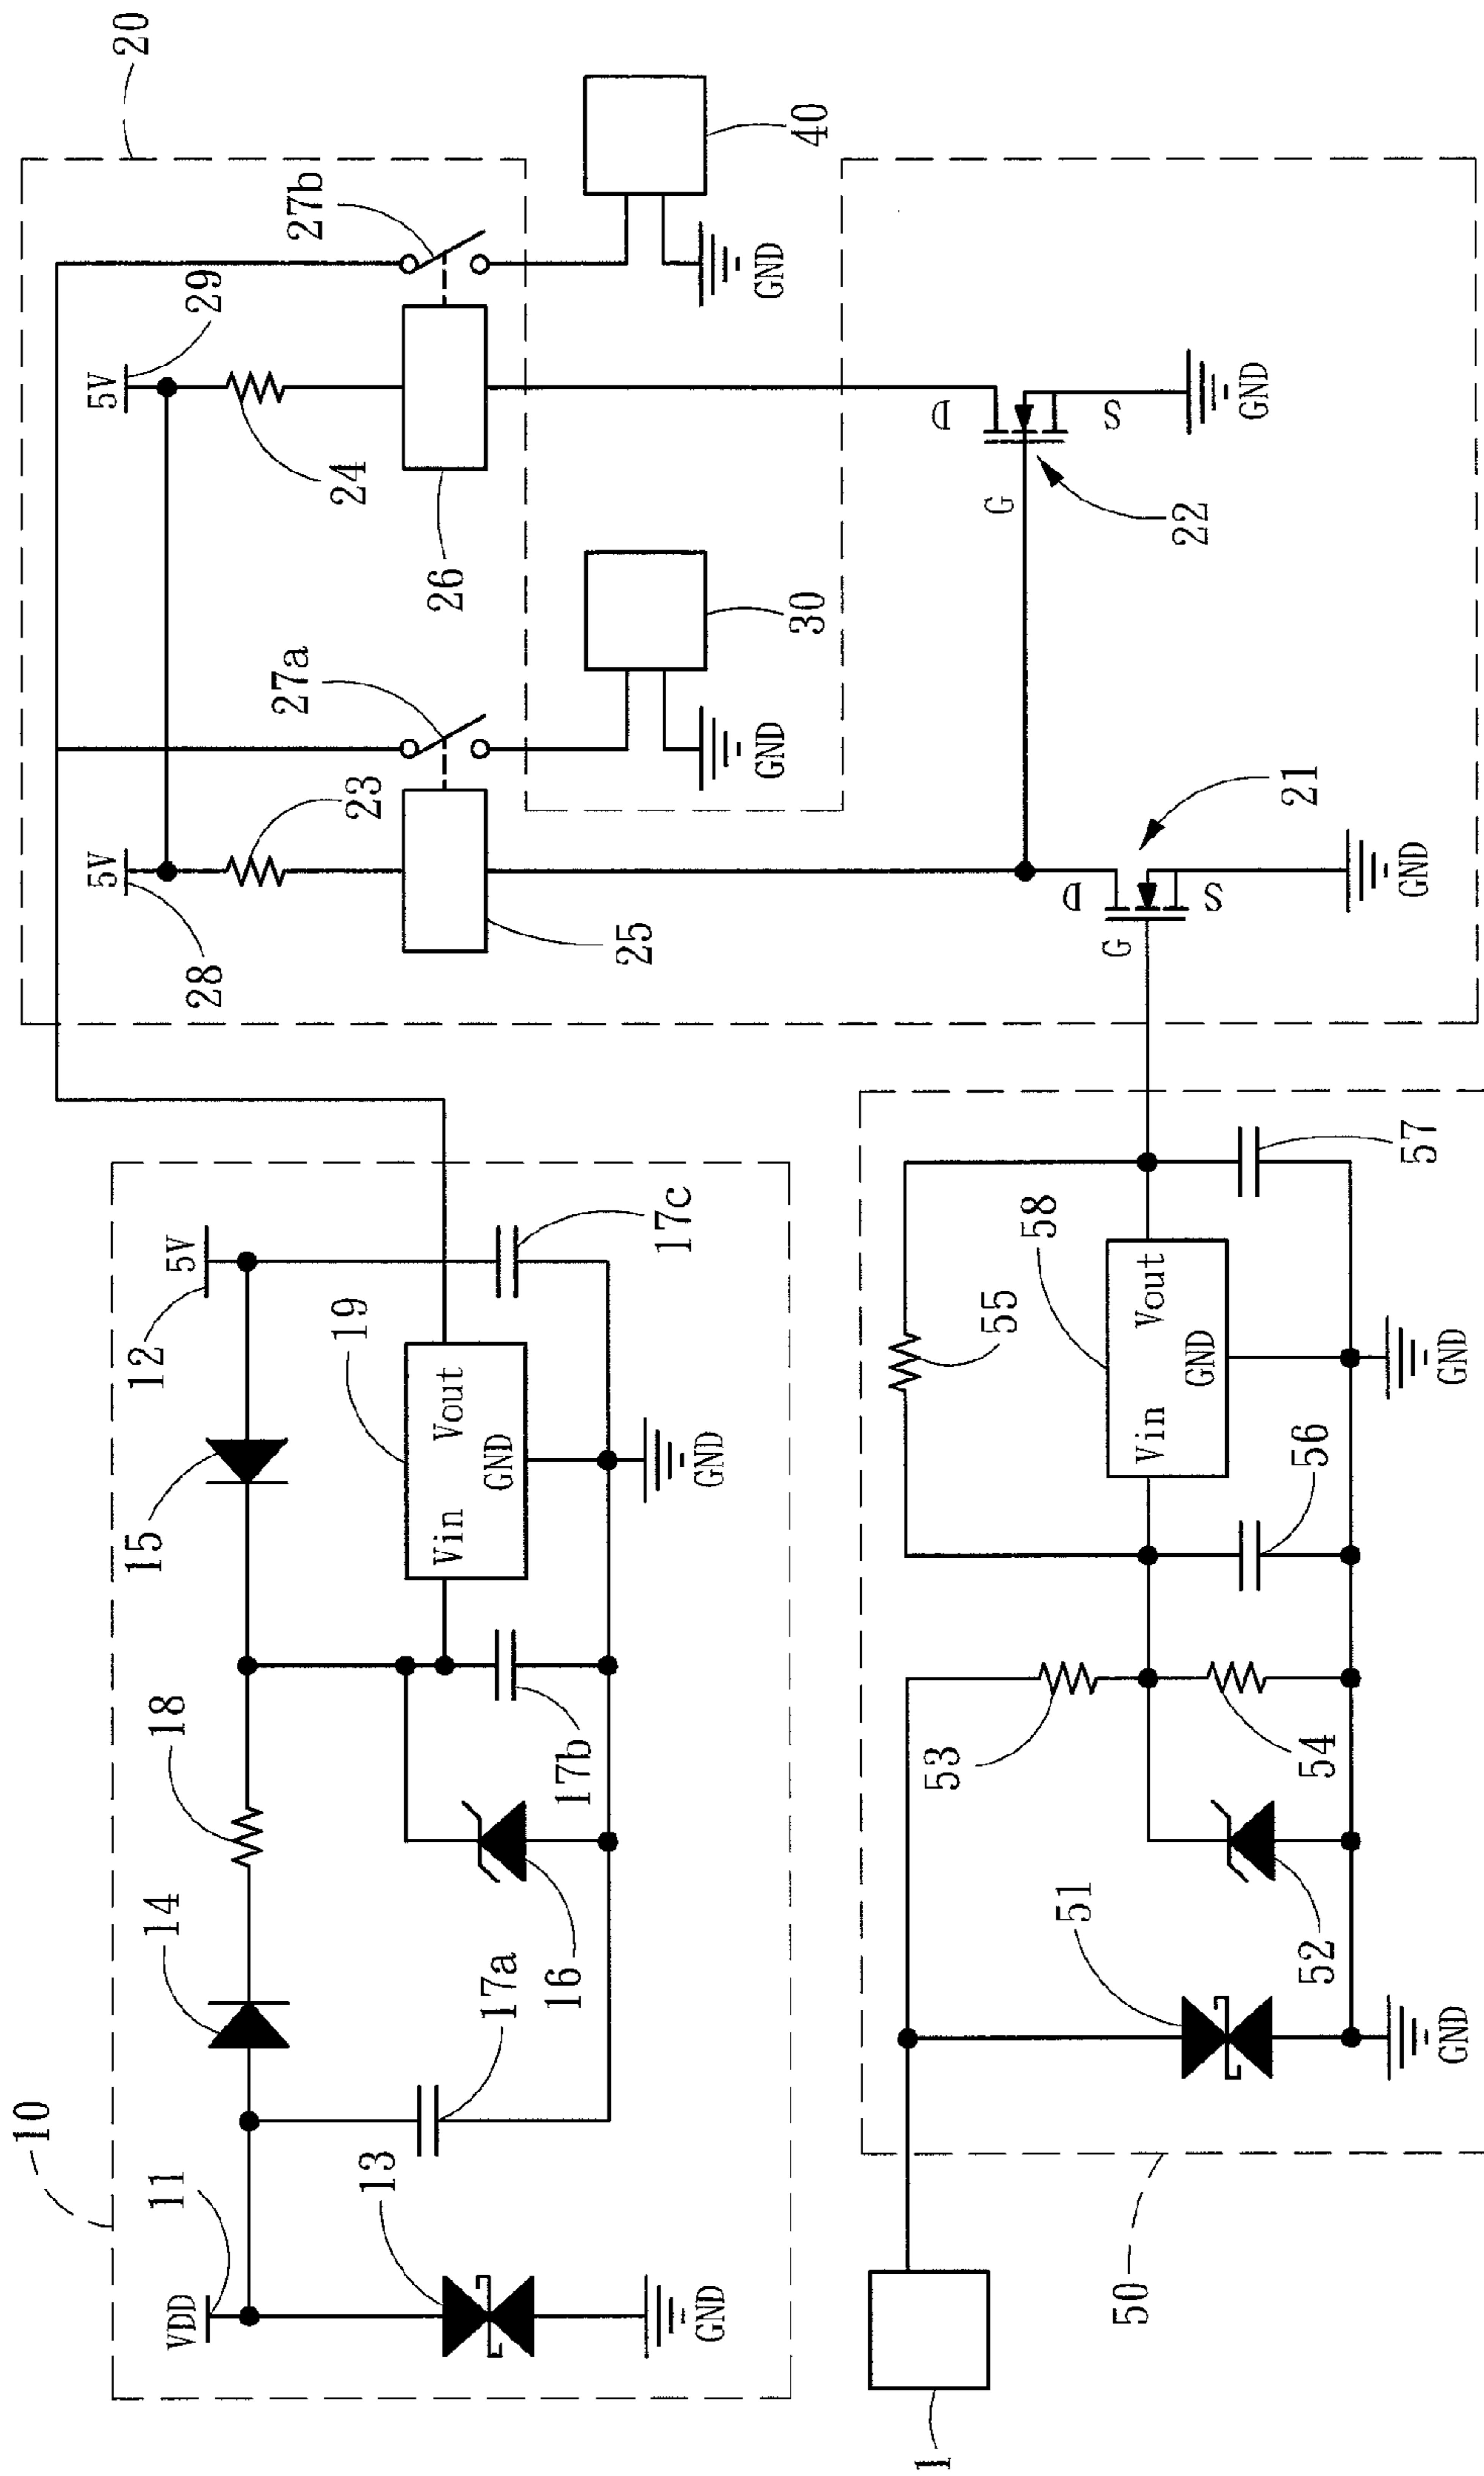 10
VDD
11
14
18
15
12
5V
13
17a
16
17b
19
Vin
Vout
GND
17c
GND
GND
20
5V
28
23
25
27a
5V
29
24
26
27b
30
GND
40
GND
21
G
D
S
GND
22
G
D
S
GND
1
50
51
52
53
54
55
56
57
58
Vin
Vout
GND
GND
GND